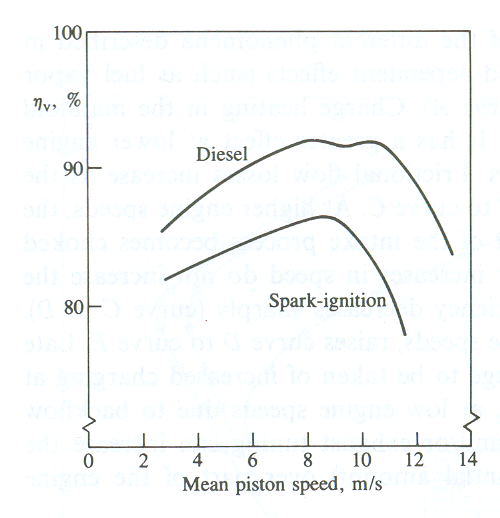 100
ηv, %
Diesel
90
Spark-ignition
80
0 2 4 6 8 10 12 14
Mean piston speed, m/s